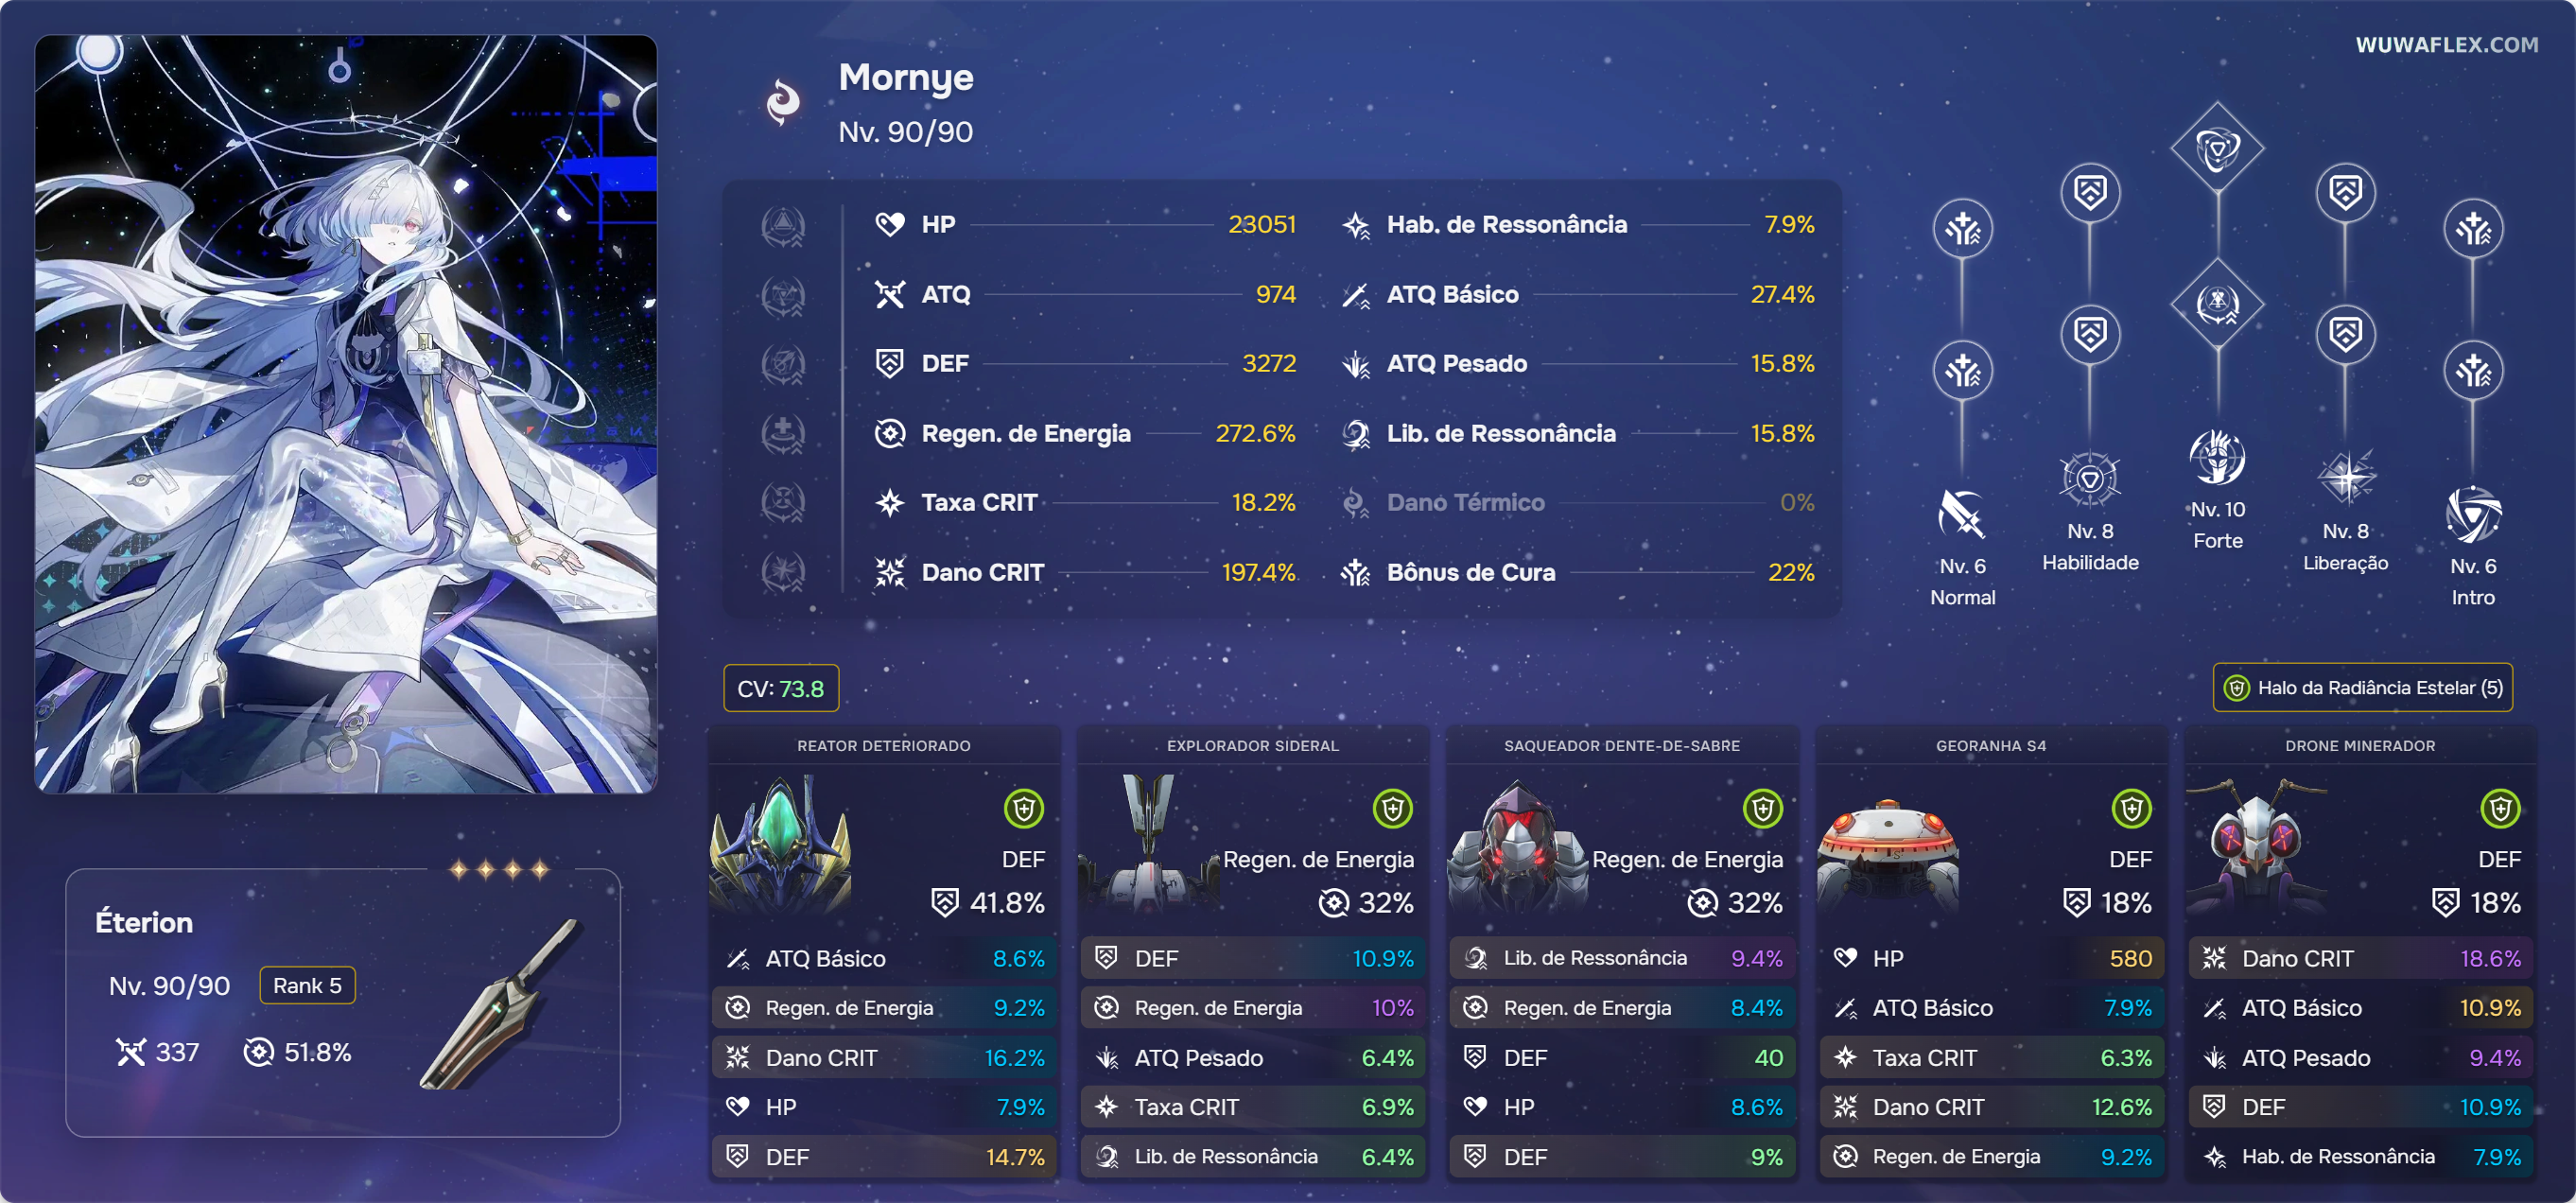 WUWAFLEX.COM
Mornye
Nv. 90/90
HP 23051
ATQ 974
DEF 3272
Regen. de Energia 272.6%
Taxa CRIT 18.2%
Dano CRIT 197.4%
Hab. de Ressonância 7.9%
ATQ Básico 27.4%
ATQ Pesado 15.8%
Lib. de Ressonância 15.8%
Dano Térmico 0%
Bônus de Cura 22%
Nv. 6
Normal
Nv. 8
Habilidade
Nv. 10
Forte
Nv. 8
Liberação
Nv. 6
Intro
Éterion
Nv. 90/90 Rank 5
337 51.8%
CV: 73.8
Halo da Radiância Estelar (5)
REATOR DETERIORADO
DEF
41.8%
ATQ Básico 8.6%
Regen. de Energia 9.2%
Dano CRIT 16.2%
HP 7.9%
DEF 14.7%
EXPLORADOR SIDERAL
Regen. de Energia
32%
DEF 10.9%
Regen. de Energia 10%
ATQ Pesado 6.4%
Taxa CRIT 6.9%
Lib. de Ressonância 6.4%
SAQUEADOR DENTE-DE-SABRE
Regen. de Energia
32%
Lib. de Ressonância 9.4%
Regen. de Energia 8.4%
DEF 40
HP 8.6%
DEF 9%
GEORANHA S4
DEF
18%
HP 580
ATQ Básico 7.9%
Taxa CRIT 6.3%
Dano CRIT 12.6%
Regen. de Energia 9.2%
DRONE MINERADOR
DEF
18%
Dano CRIT 18.6%
ATQ Básico 10.9%
ATQ Pesado 9.4%
DEF 10.9%
Hab. de Ressonância 7.9%